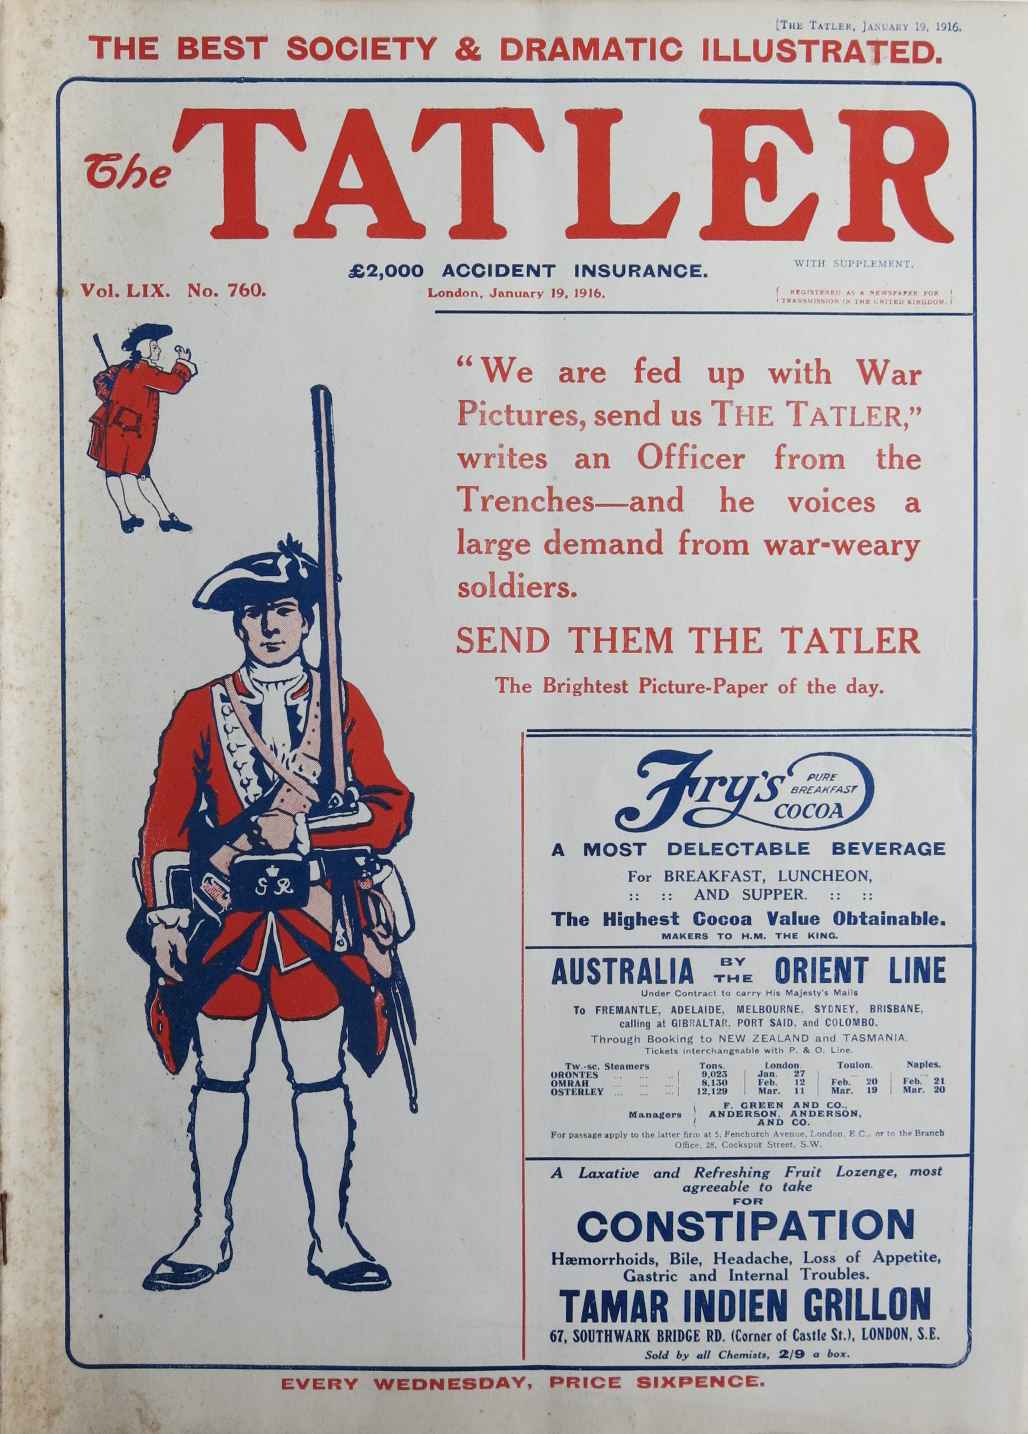 [THE TATLER, JANUARY 19, 1916.
THE BEST SOCIETY & DRAMATIC ILLUSTRATED.
The TATLER
£2,000 ACCIDENT INSURANCE.
WITH SUPPLEMENT.
Vol. LIX. No. 760.
London, January 19, 1916.
REGISTERED AS A NEWSPAPER FOR
TRANSMISSION IN THE UNITED KINGDOM.
"We are fed up with War
Pictures, send us THE TATLER,"
writes an Officer from the
Trenches—and he voices a
large demand from war-weary
soldiers.
SEND THEM THE TATLER
The Brightest Picture-Paper of the day.
GR
Fry's PURE BREAKFAST COCOA
A MOST DELECTABLE BEVERAGE
For BREAKFAST, LUNCHEON,
:: :: AND SUPPER. :: ::
The Highest Cocoa Value Obtainable.
MAKERS TO H.M. THE KING.
AUSTRALIA BY THE ORIENT LINE
Under Contract to carry His Majesty's Mails
To FREMANTLE, ADELAIDE, MELBOURNE, SYDNEY, BRISBANE,
calling at GIBRALTAR, PORT SAID, and COLOMBO.
Through Booking to NEW ZEALAND and TASMANIA.
Tickets interchangeable with P. & O. Line.
Tw.-sc. Steamers Tons. London. Toulon. Naples.
ORONTES ... ... ... 9,023 Jan. 27
OMRAH ... ... ... 8,130 Feb. 12 Feb. 20 Feb. 21
OSTERLEY ... ... ... 12,129 Mar. 11 Mar. 19 Mar. 20
Managers F. GREEN AND CO.,
ANDERSON, ANDERSON,
AND CO.
For passage apply to the latter firm at 5, Fenchurch Avenue, London, E.C., or to the Branch
Office, 28, Cockspur Street, S.W.
A Laxative and Refreshing Fruit Lozenge, most
agreeable to take
FOR
CONSTIPATION
Hæmorrhoids, Bile, Headache, Loss of Appetite,
Gastric and Internal Troubles.
TAMAR INDIEN GRILLON
67, SOUTHWARK BRIDGE RD. (Corner of Castle St.), LONDON, S.E.
Sold by all Chemists, 2/9 a box.
EVERY WEDNESDAY, PRICE SIXPENCE.